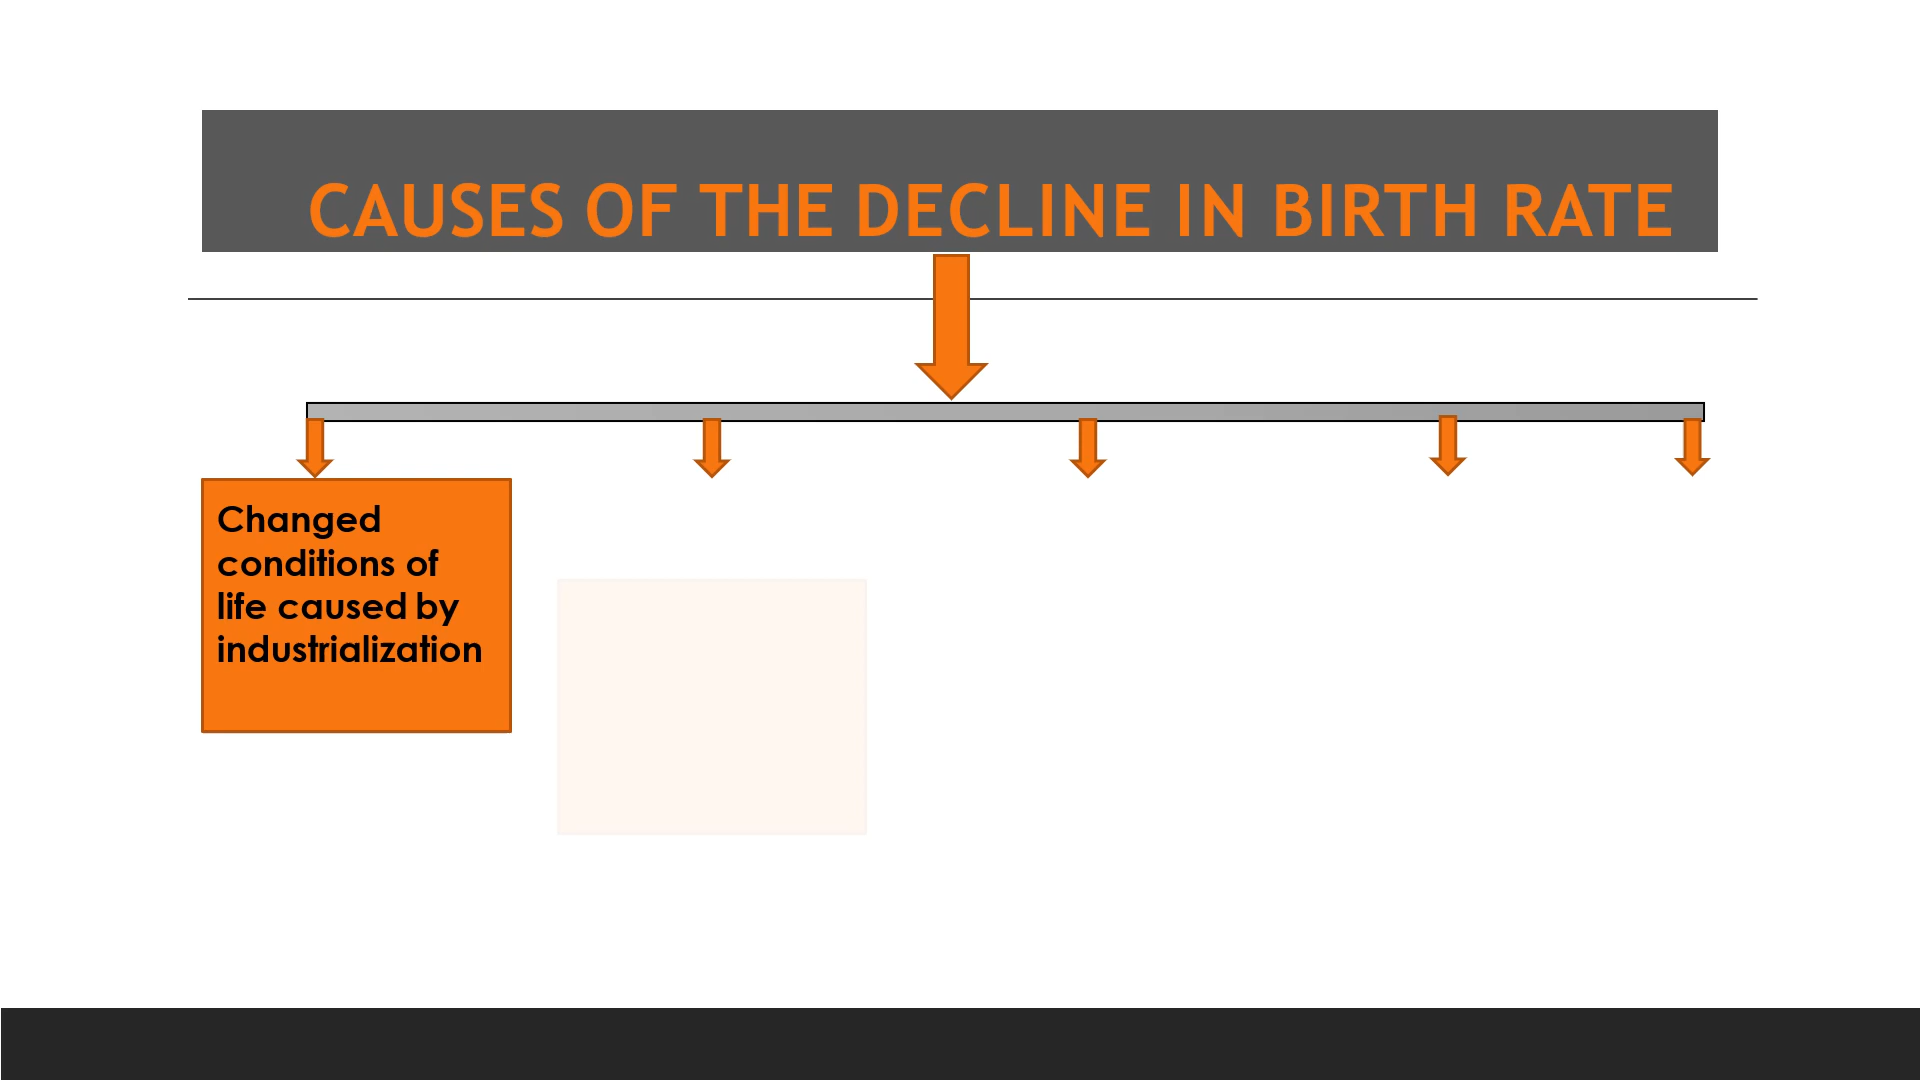 CAUSES OF THE DECLINE IN BIRTH RATE
Changed
conditions of
life caused by
industrialization